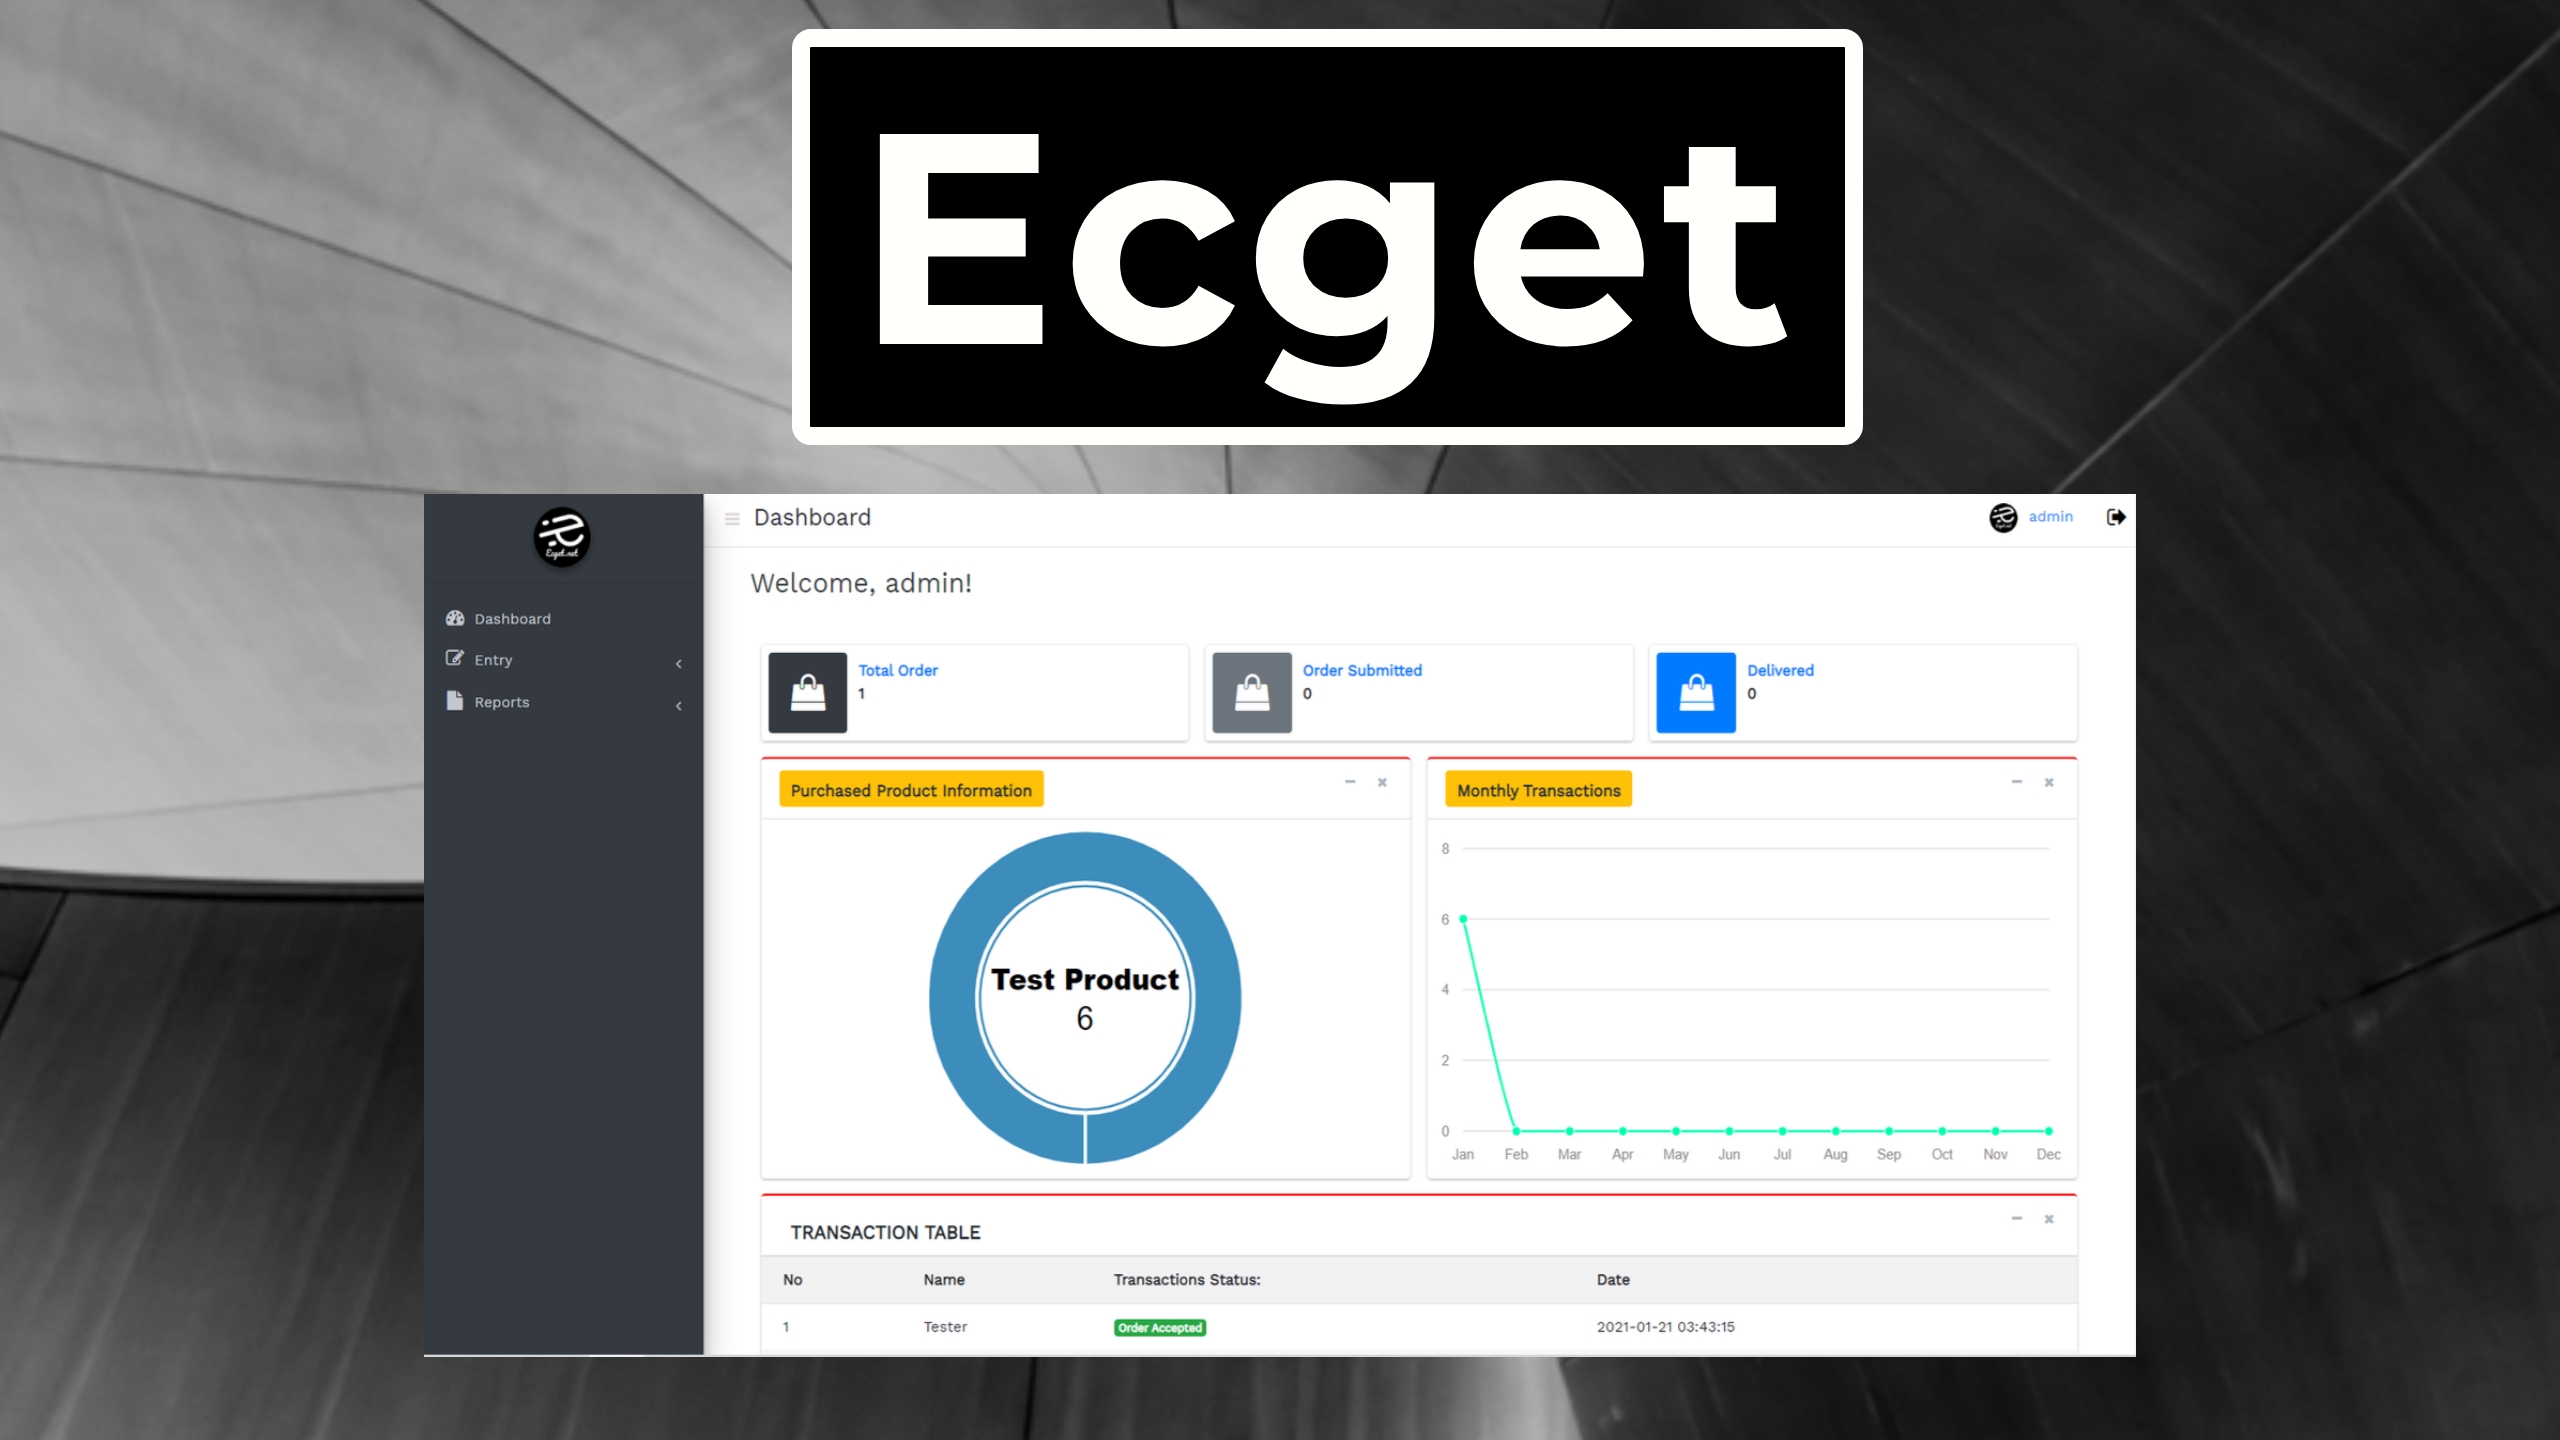 Ecget
Ecget.net
Dashboard
admin
Welcome, admin!
Dashboard
Entry
Reports
Total Order
1
Order Submitted
0
Delivered
0
Purchased Product Information
Test Product
6
Monthly Transactions
8
6
4
2
0
Jan Feb Mar Apr May Jun Jul Aug Sep Oct Nov Dec
TRANSACTION TABLE
No Name Transactions Status: Date
1 Tester Order Accepted 2021-01-21 03:43:15